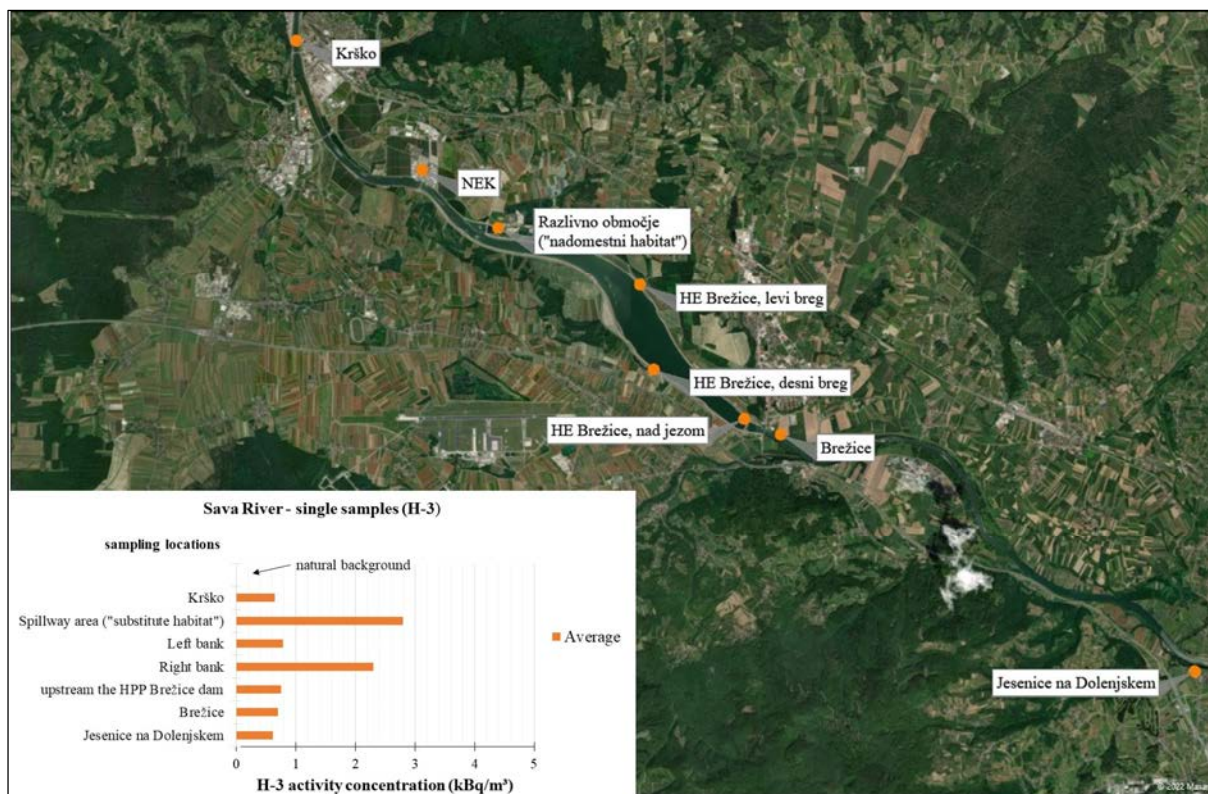 Krško
NEK
Razlivno območje
("nadomestni habitat")
HE Brežice, levi breg
HE Brežice, desni breg
HE Brežice, nad jezom
Brežice
Jesenice na Dolenjskem
Sava River - single samples (H-3)
sampling locations
natural background
Krško
Spillway area ("substitute habitat")
Left bank
Right bank
upstream the HPP Brežice dam
Brežice
Jesenice na Dolenjskem
Average
0 1 2 3 4 5
H-3 activity concentration (kBq/m³)
© 2022